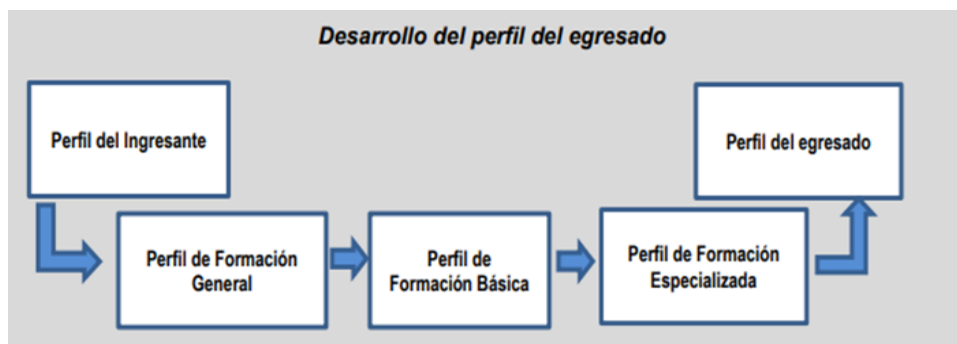 Desarrollo del perfil del egresado
Perfil del Ingresante
Perfil del egresado
Perfil de Formación
General
Perfil de
Formación Básica
Perfil de Formación
Especializada